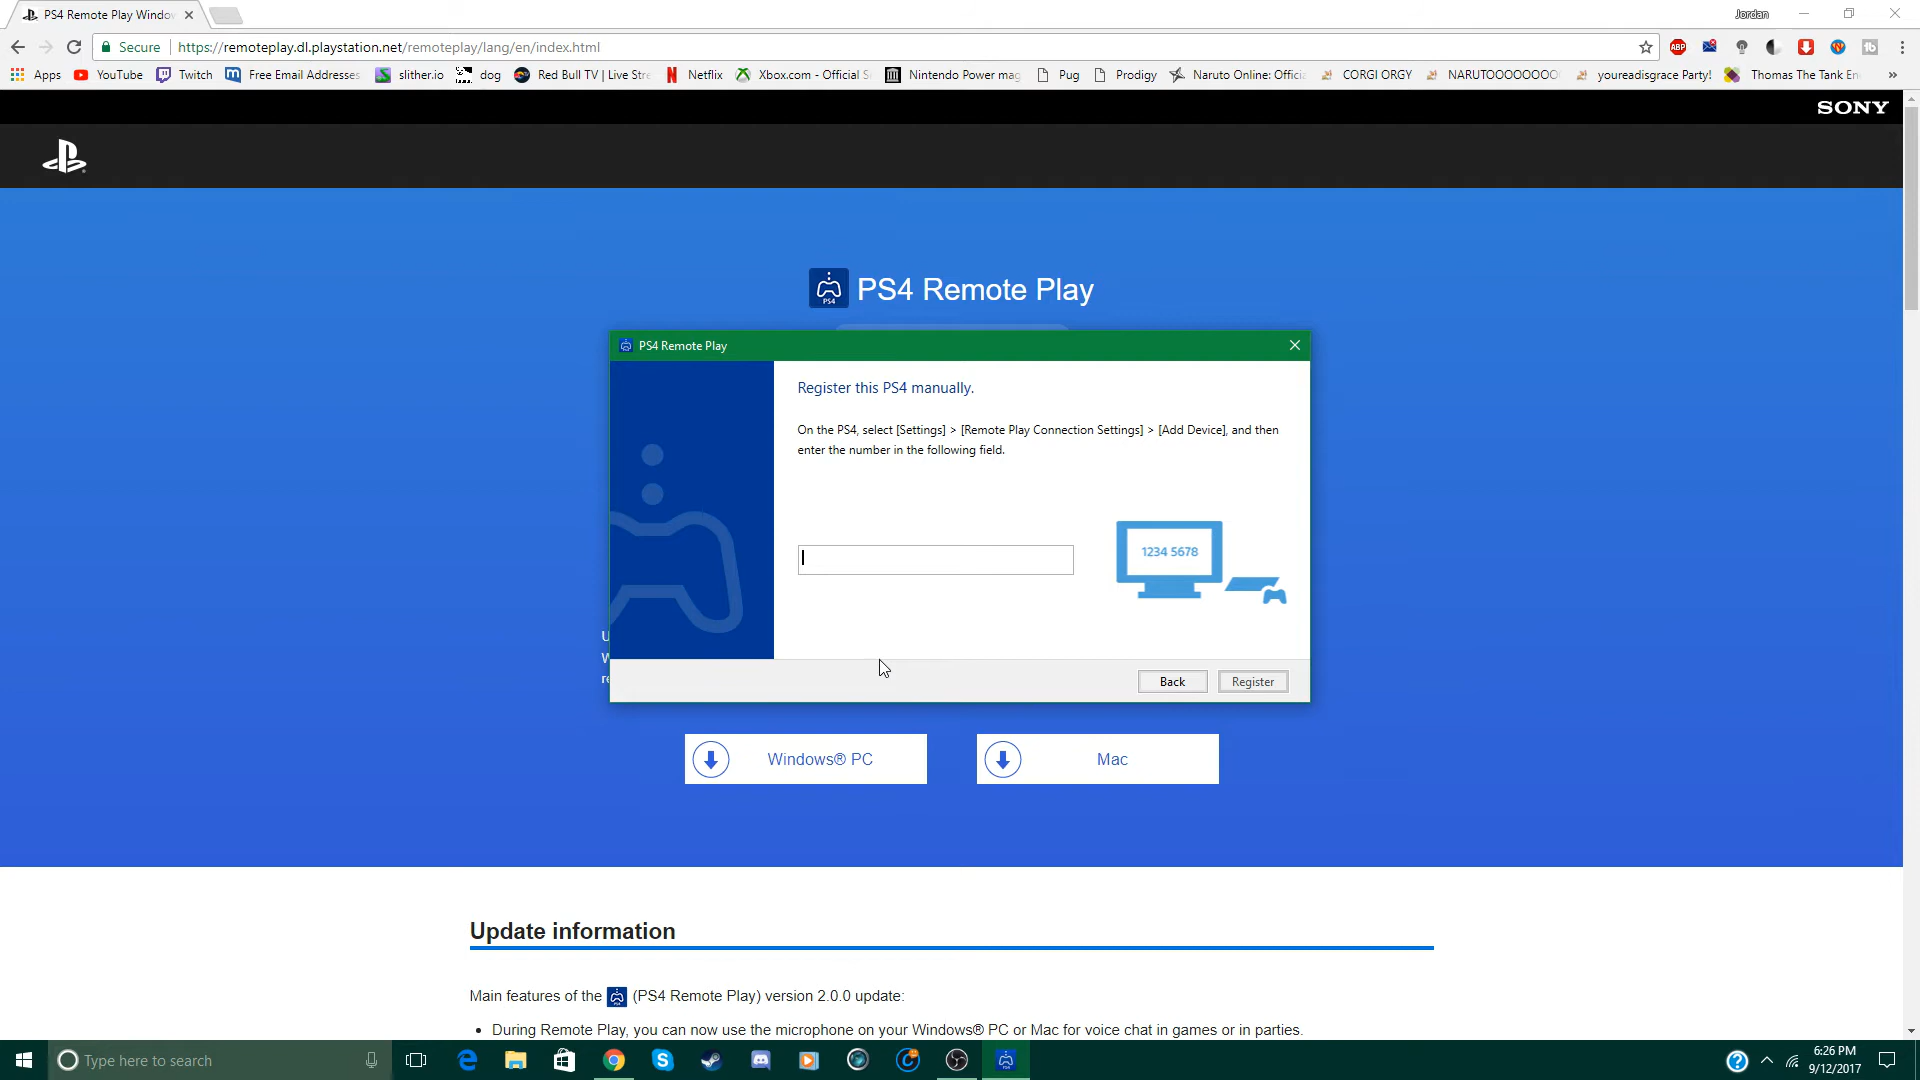 PS4 Remote Play Windo
Jordan
Secure https://remoteplay.dl.playstation.net/remoteplay/lang/en/index.html
ABP
Apps YouTube Twitch Free Email Addresses slither.io dog Red Bull TV | Live Stre Netflix Xbox.com - Official S Nintendo Power mag Pug Prodigy Naruto Online: Offici CORGI ORGY NARUTOOOOOOOO youreadisgrace Party! Thomas The Tank En »
SONY
PS4 PS4 Remote Play
PS4 Remote Play
Register this PS4 manually.
On the PS4, select [Settings] > [Remote Play Connection Settings] > [Add Device], and then
enter the number in the following field.
1234 5678
U
W
re
Back Register
Windows® PC Mac
Update information
Main features of the (PS4 Remote Play) version 2.0.0 update:
• During Remote Play, you can now use the microphone on your Windows® PC or Mac for voice chat in games or in parties.
Type here to search
6:26 PM
9/12/2017